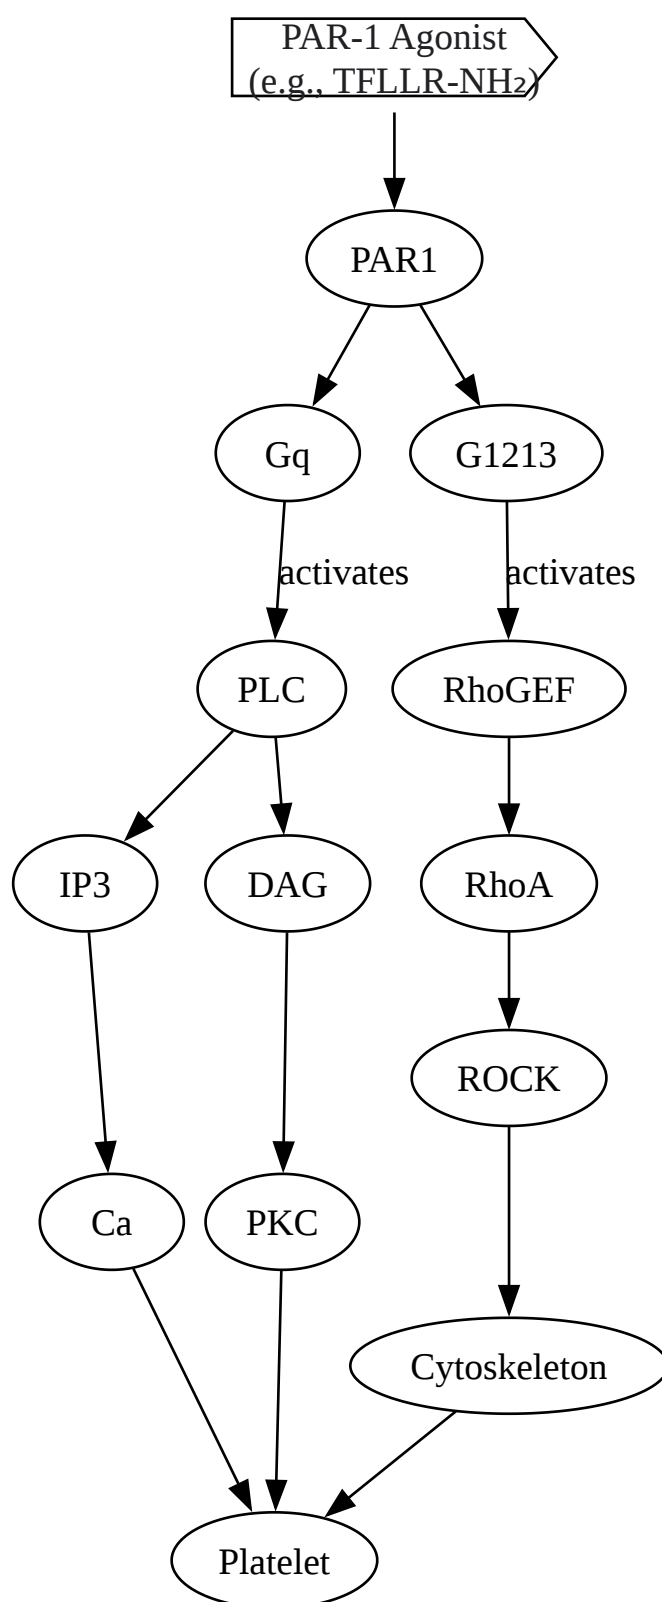 PAR-1 Agonist
(e.g., TFLLR-NH₂)
PAR1
Gq
G1213
activates
activates
PLC
RhoGEF
IP3
DAG
RhoA
ROCK
Ca
PKC
Cytoskeleton
Platelet